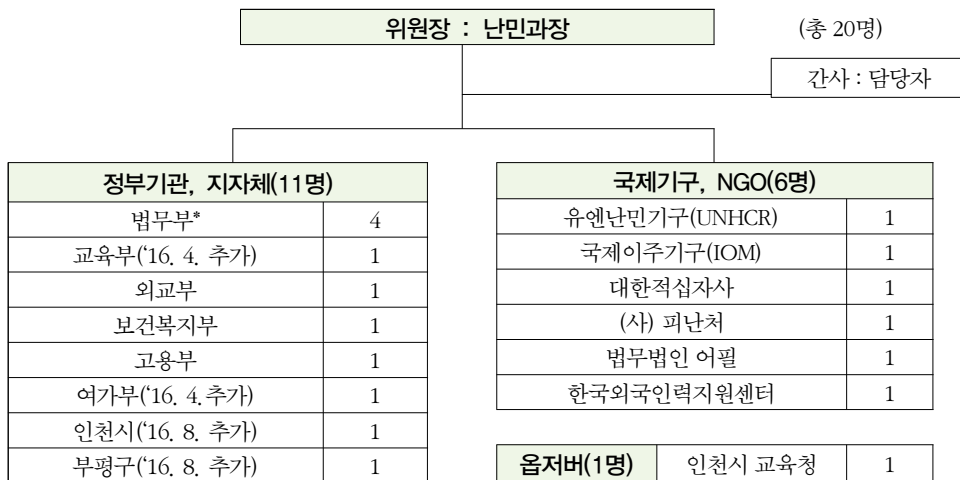 위원장 : 난민과장
(총 20명)
간사 : 담당자
정부기관, 지자체(11명)
법무부* 4
교육부(‘16. 4. 추가) 1
외교부 1
보건복지부 1
고용부 1
여가부(‘16. 4.추가) 1
인천시(‘16. 8. 추가) 1
부평구(‘16. 8. 추가) 1
국제기구, NGO(6명)
유엔난민기구(UNHCR) 1
국제이주기구(IOM) 1
대한적십자사 1
(사) 피난처 1
법무법인 어필 1
한국외국인력지원센터 1
옵저버(1명) 인천시 교육청 1